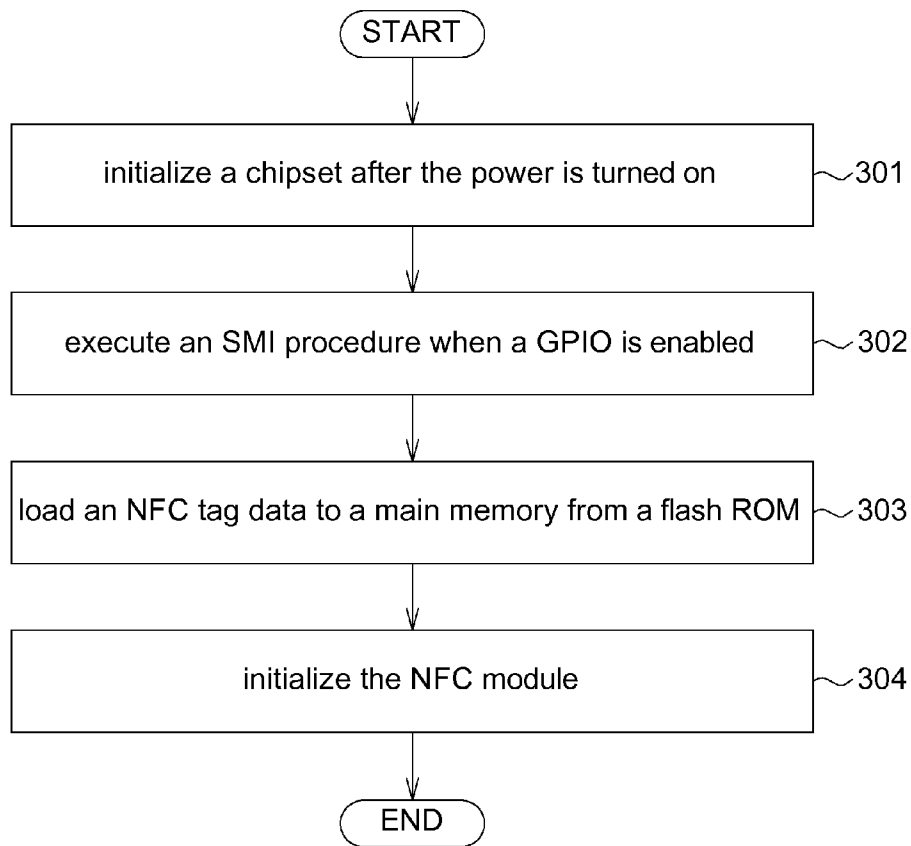 START
initialize a chipset after the power is turned on
301
execute an SMI procedure when a GPIO is enabled
302
load an NFC tag data to a main memory from a flash ROM
303
initialize the NFC module
304
END